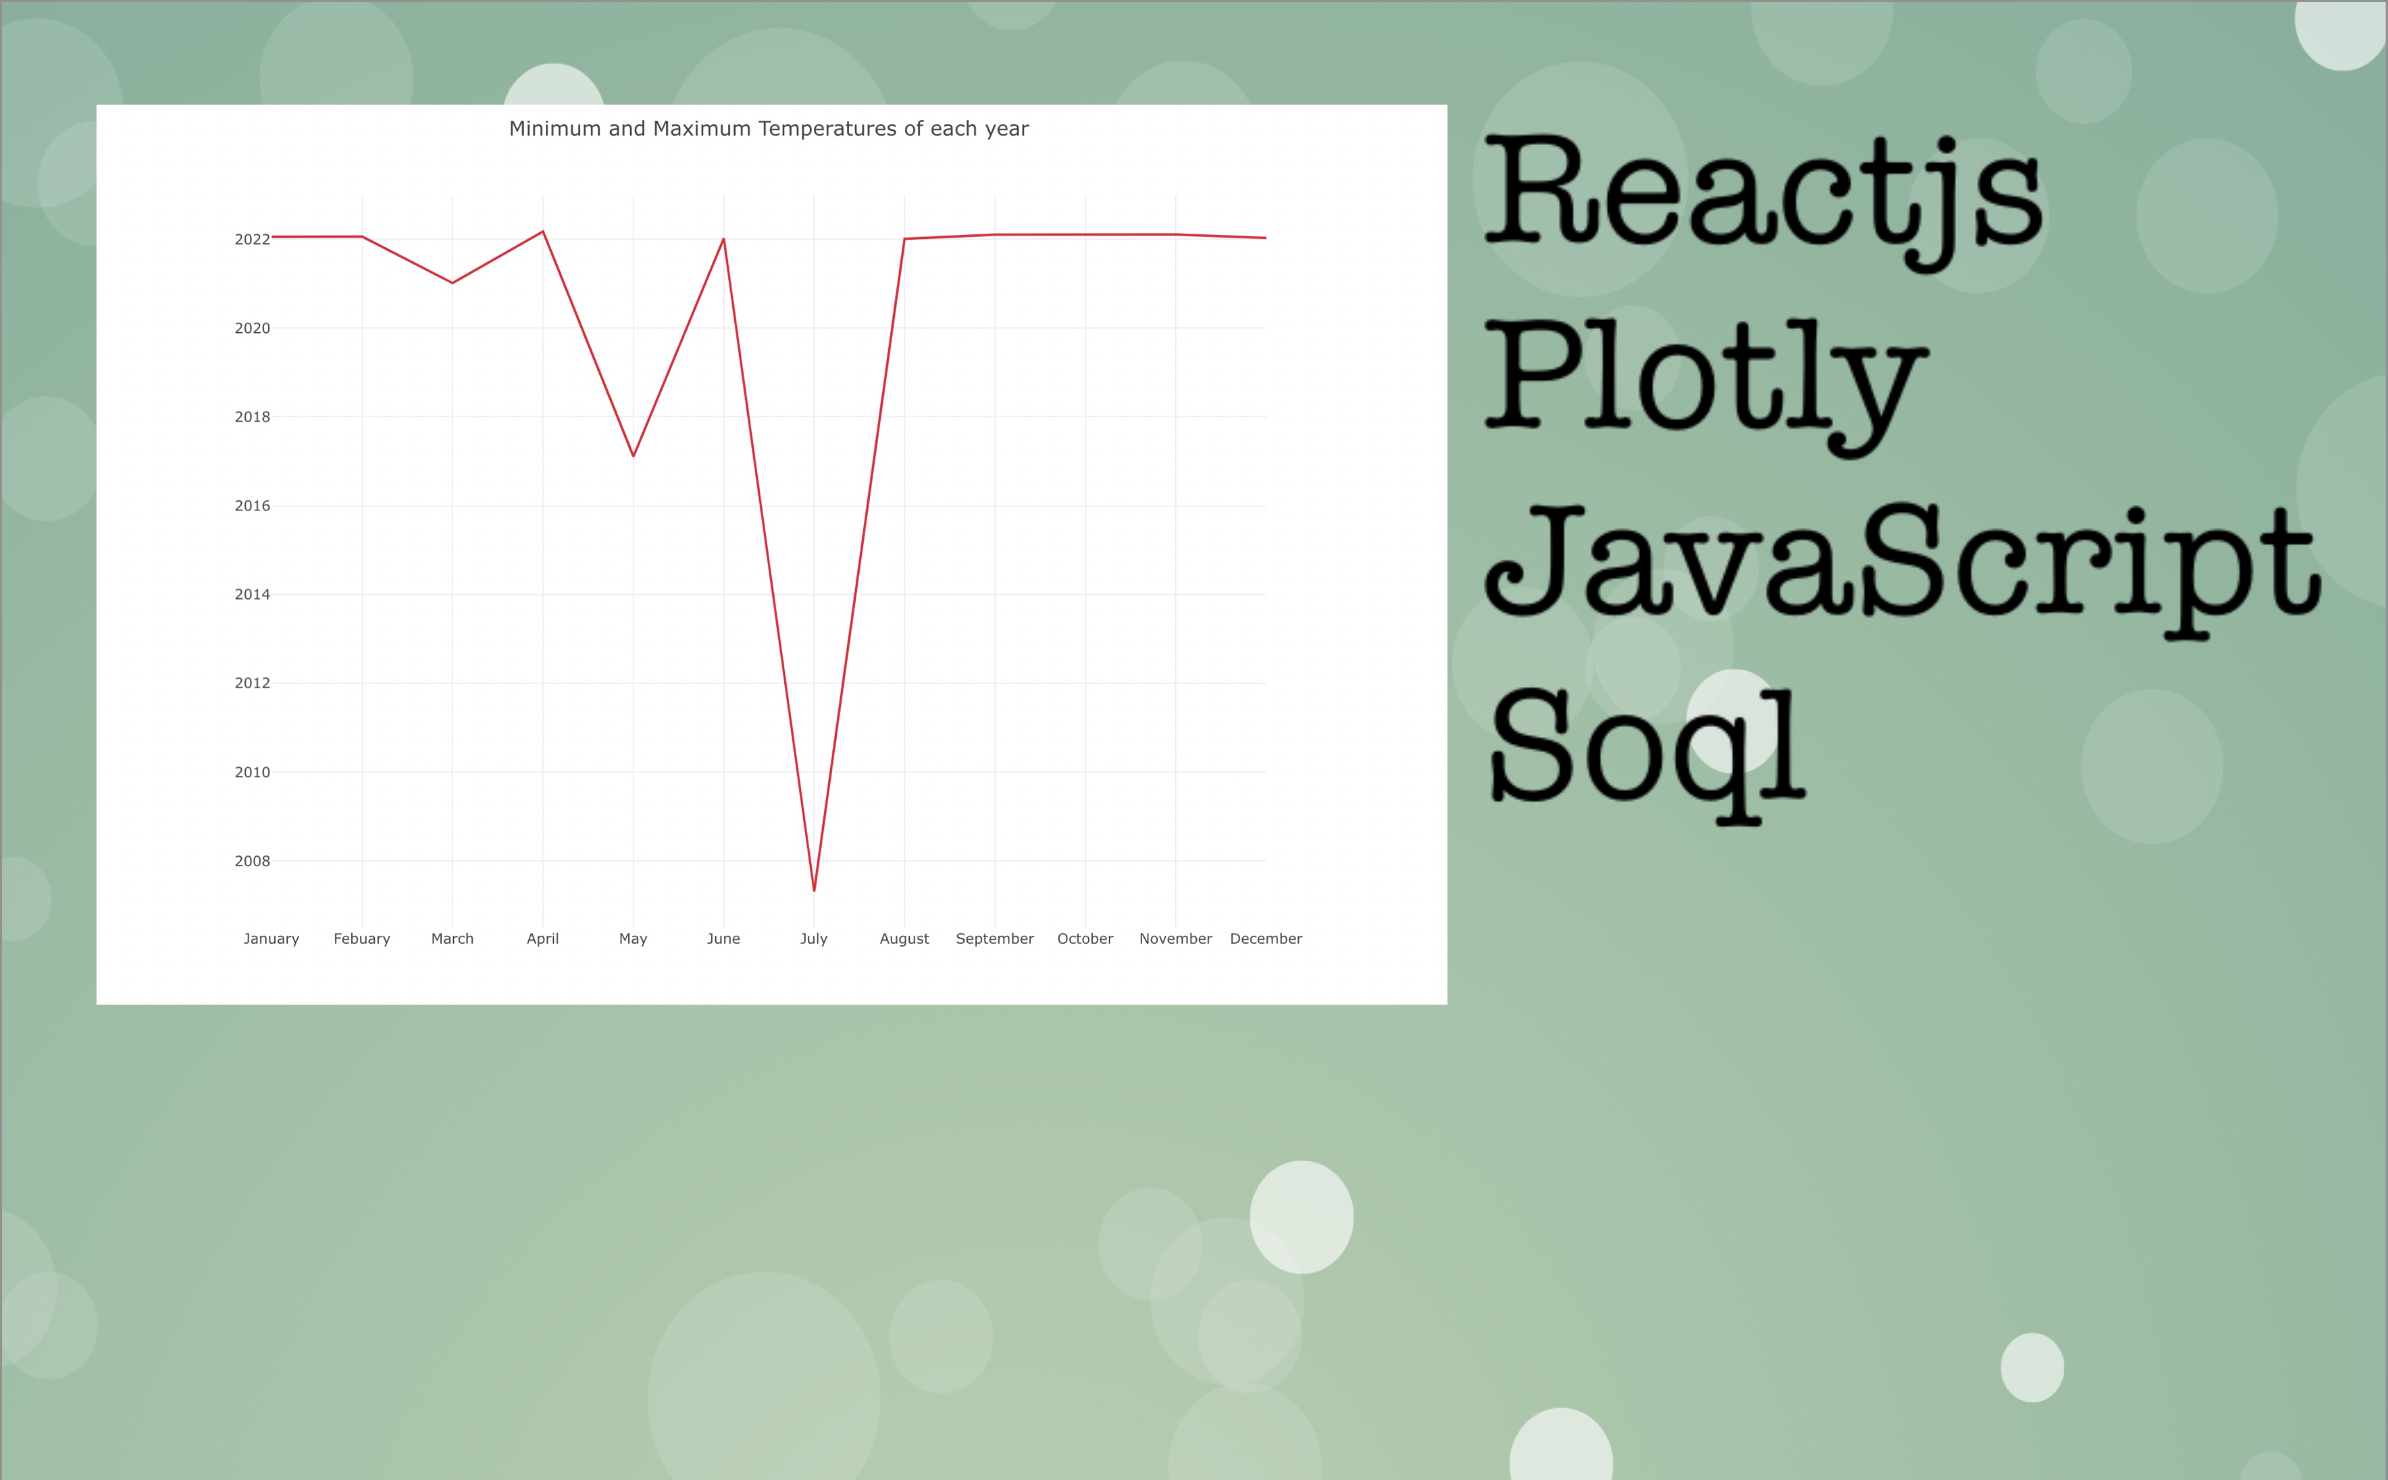 Minimum and Maximum Temperatures of each year
2022
2020
2018
2016
2014
2012
2010
2008
January Febuary March April May June July August September October November December
Reactjs
Plotly
JavaScript
Soql